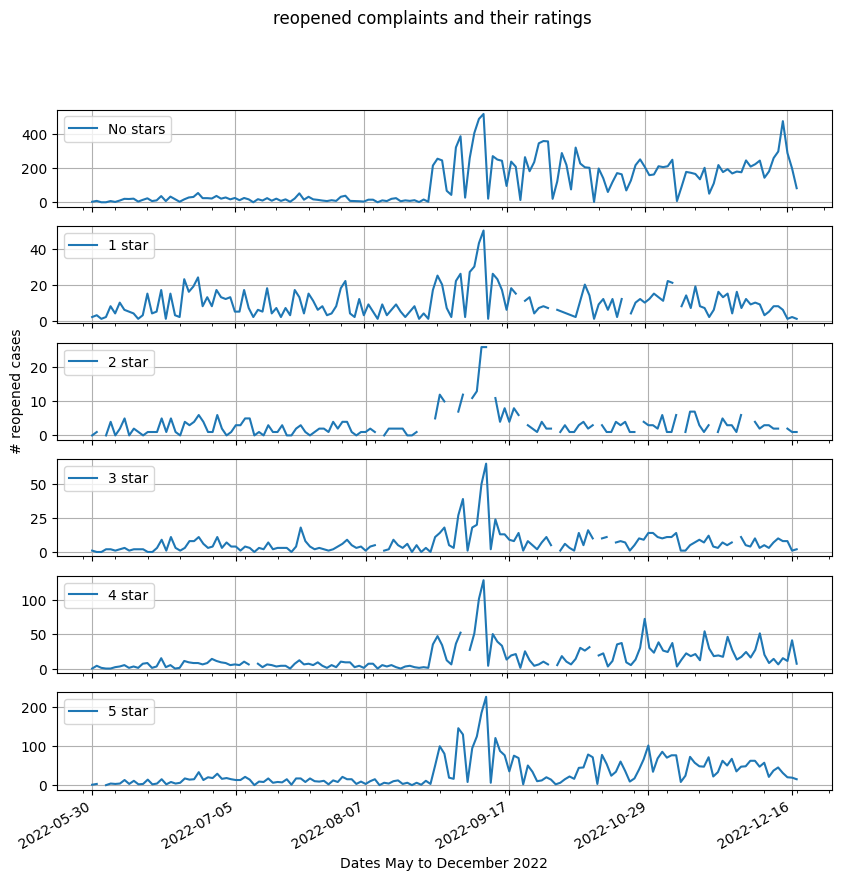 reopened complaints and their ratings
No stars
400
200
0
1 star
40
20
0
# reopened cases
2 star
20
10
0
3 star
50
25
0
4 star
100
50
0
5 star
200
100
0
2022-05-30
2022-07-05
2022-08-07
2022-09-17
2022-10-29
2022-12-16
Dates May to December 2022